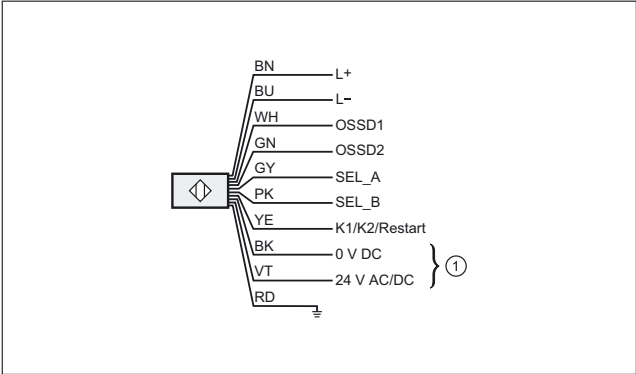 BN L+
BU L–
WH OSSD1
GN OSSD2
GY SEL_A
PK SEL_B
YE K1/K2/Restart
BK 0 V DC
VT 24 V AC/DC
1
RD